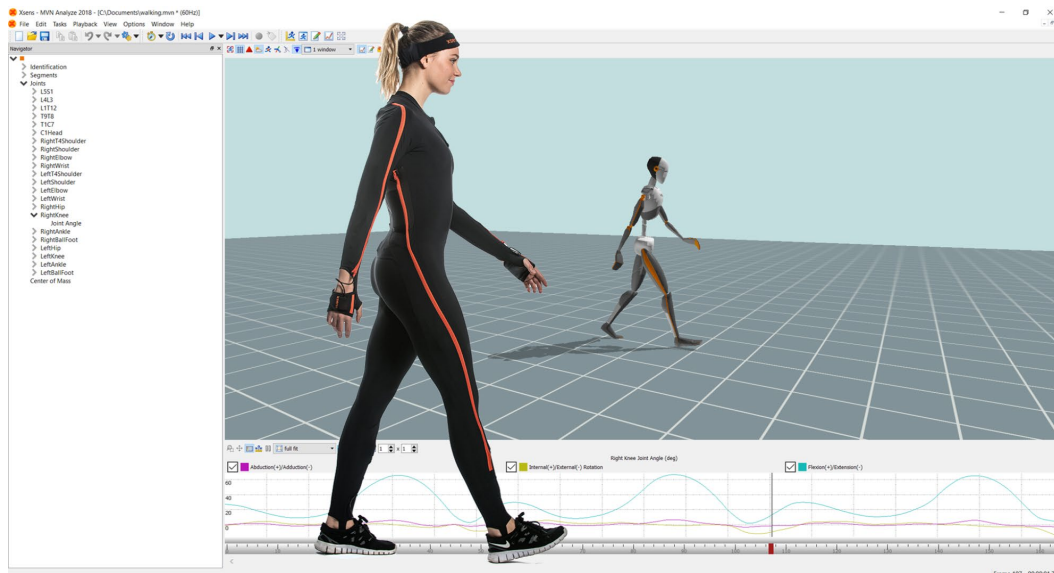 Xsens - MVN Analyze 2018 - [C:\Documents\walking.mvn * (60Hz)]
File Edit Tasks Playback View Options Window Help
1 window
Navigator
Identification
Segments
Joints
L5S1
L4L3
L1T12
T9T8
T1C7
C1Head
RightT4Shoulder
RightShoulder
RightElbow
RightWrist
LeftT4Shoulder
LeftShoulder
LeftElbow
LeftWrist
RightHip
RightKnee
Joint Angle
RightAnkle
RightBallFoot
LeftHip
LeftKnee
LeftAnkle
LeftBallFoot
Center of Mass
full fit 1 x 1
Right Knee Joint Angle (deg)
Abduction(+)/Adduction(-) Internal(+)/External(-) Rotation Flexion(+)/Extension(-)
60
40
20
0